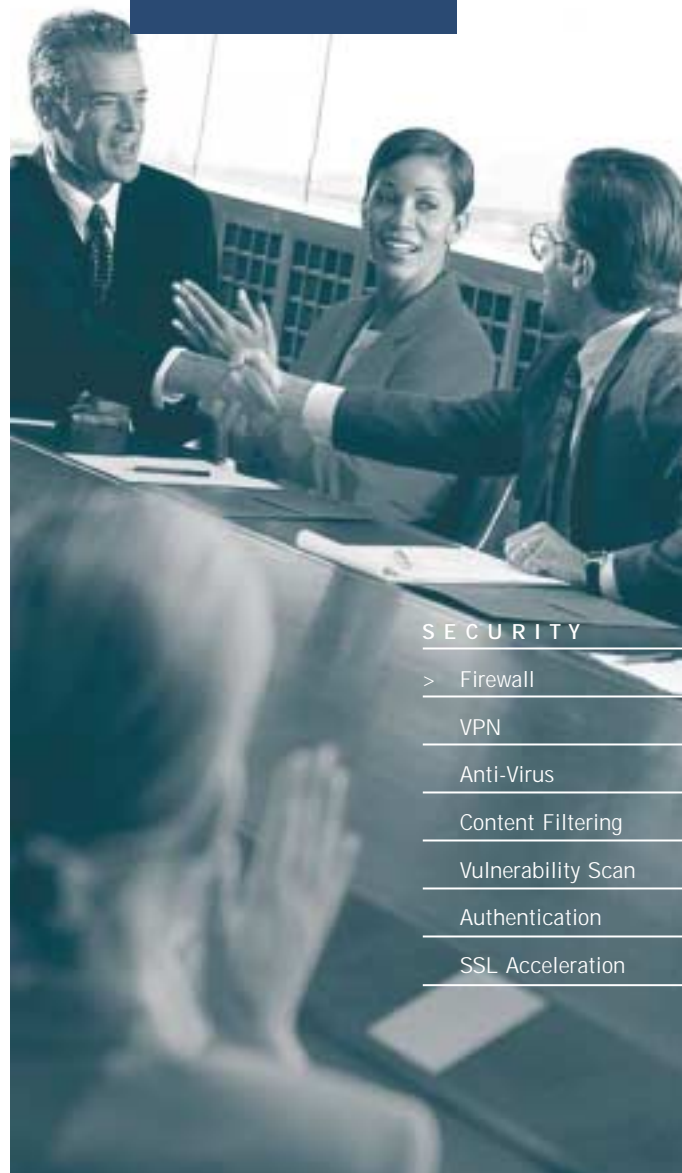 SECURITY
> Firewall
VPN
Anti-Virus
Content Filtering
Vulnerability Scan
Authentication
SSL Acceleration